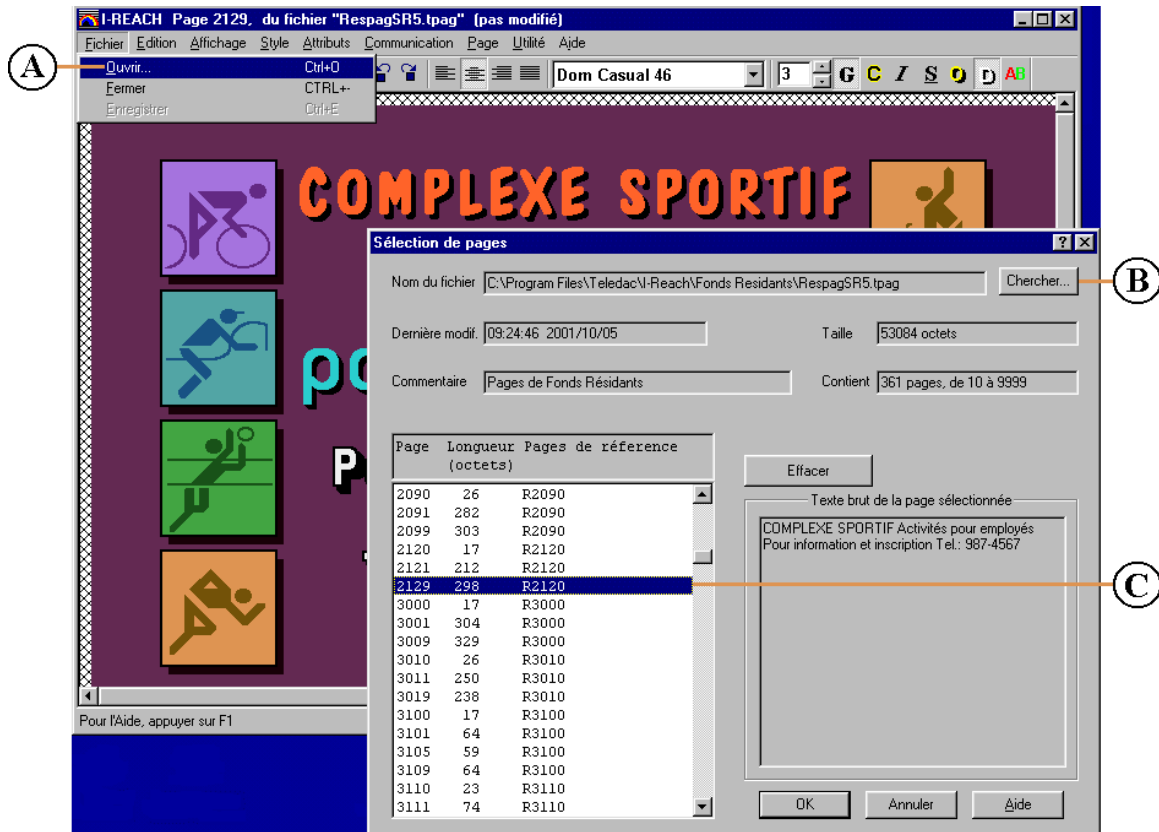 I-REACH Page 2129, du fichier "RespagSR5.tpag" (pas modifié)
Fichier Edition Affichage Style Attributs Communication Page Utilité Aide
A
Ouvrir... Ctrl+O
Fermer CTRL+-
Enregistrer Ctrl+E
Dom Casual 46 3 G C I S O D AB
COMPLEXE SPORTIF
Sélection de pages
Nom du fichier C:\Program Files\Teledac\I-Reach\Fonds Residants\RespagSR5.tpag Chercher...
B
Dernière modif. 09:24:46 2001/10/05 Taille 53084 octets
Commentaire Pages de Fonds Résidants Contient 361 pages, de 10 à 9999
po
P
Page Longueur Pages de réference
(octets)
Effacer
Texte brut de la page sélectionnée
COMPLEXE SPORTIF Activités pour employés
Pour information et inscription Tel.: 987-4567
2090 26 R2090
2091 282 R2090
2099 303 R2090
2120 17 R2120
2121 212 R2120
2129 298 R2120
C
3000 17 R3000
3001 304 R3000
3009 329 R3000
3010 26 R3010
3011 250 R3010
3019 238 R3010
3100 17 R3100
3101 64 R3100
3105 59 R3100
3109 64 R3100
3110 23 R3110
3111 74 R3110
OK Annuler Aide
Pour l'Aide, appuyer sur F1